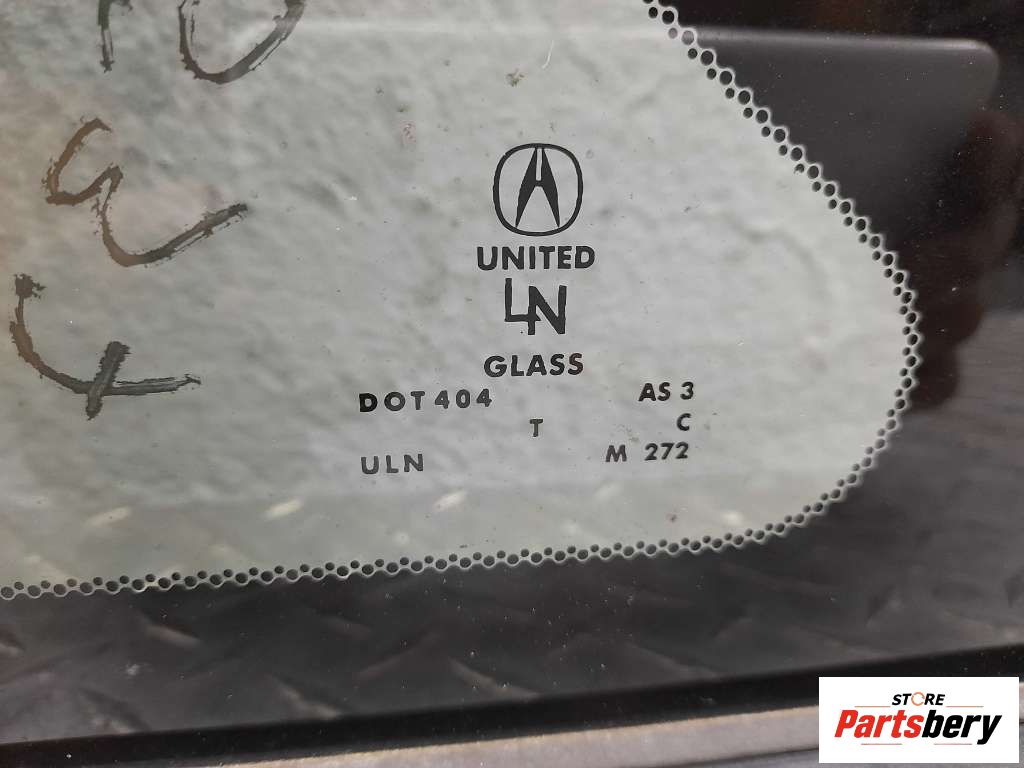 UNITED
LN
GLASS
DOT 404 AS 3
T C
ULN M 272
STORE
Partsbery